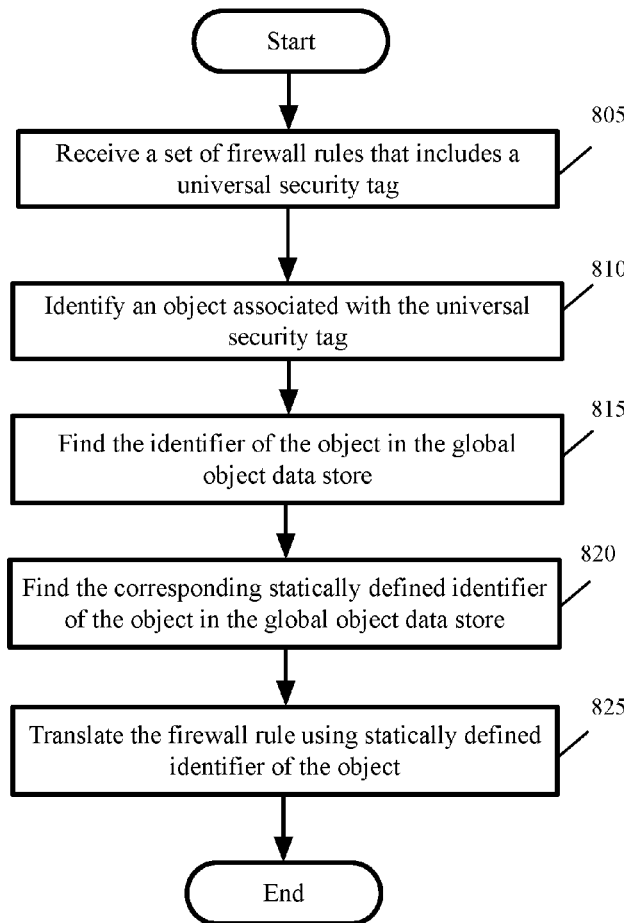 Start
805
Receive a set of firewall rules that includes a
universal security tag
810
Identify an object associated with the universal
security tag
815
Find the identifier of the object in the global
object data store
820
Find the corresponding statically defined identifier
of the object in the global object data store
825
Translate the firewall rule using statically defined
identifier of the object
End